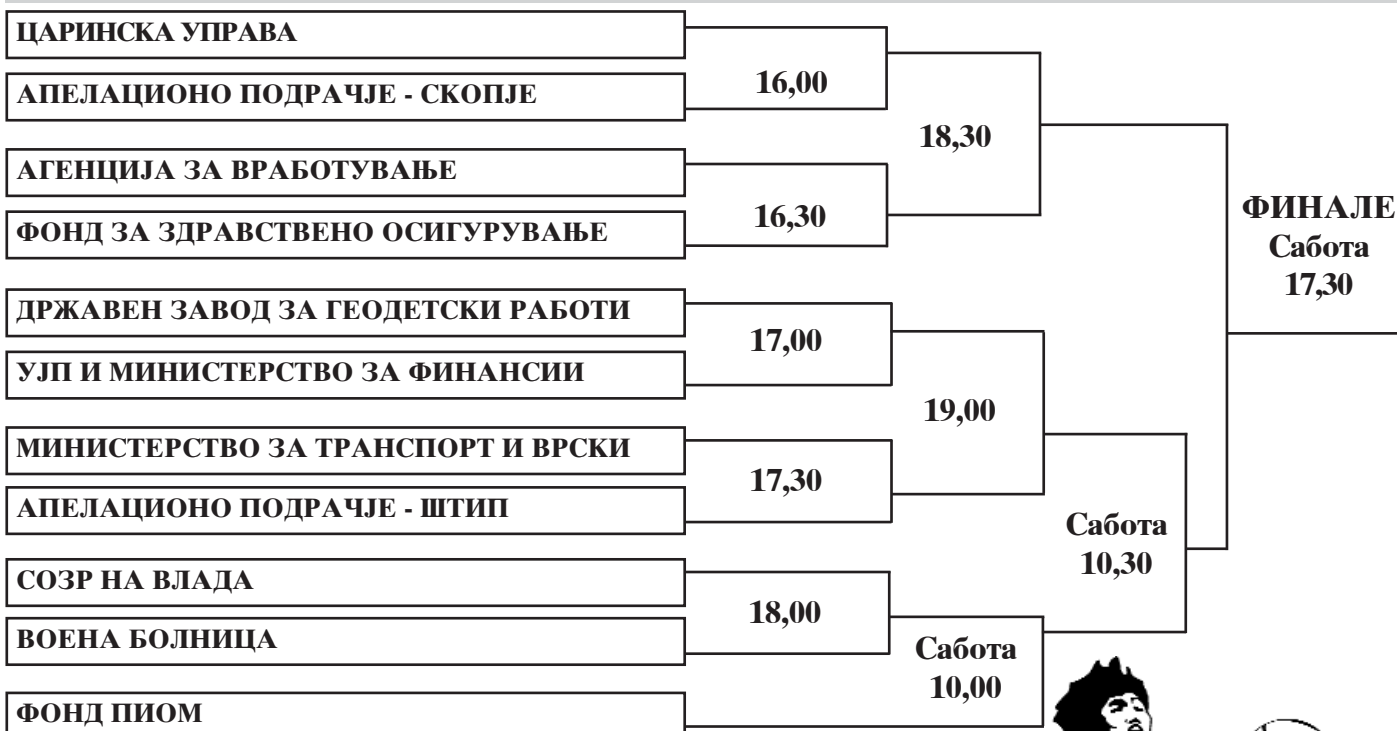 ЦАРИНСКА УПРАВА
АПЕЛАЦИОНО ПОДРАЧЈЕ - СКОПЈЕ
16,00
АГЕНЦИЈА ЗА ВРАБОТУВАЊЕ
ФОНД ЗА ЗДРАВСТВЕНО ОСИГУРУВАЊЕ
16,30
18,30
ДРЖАВЕН ЗАВОД ЗА ГЕОДЕТСКИ РАБОТИ
УЈП И МИНИСТЕРСТВО ЗА ФИНАНСИИ
17,00
МИНИСТЕРСТВО ЗА ТРАНСПОРТ И ВРСКИ
АПЕЛАЦИОНО ПОДРАЧЈЕ - ШТИП
17,30
19,00
СОЗР НА ВЛАДА
ВОЕНА БОЛНИЦА
18,00
ФОНД ПИОМ
Сабота
10,00
Сабота
10,30
ФИНАЛЕ
Сабота
17,30